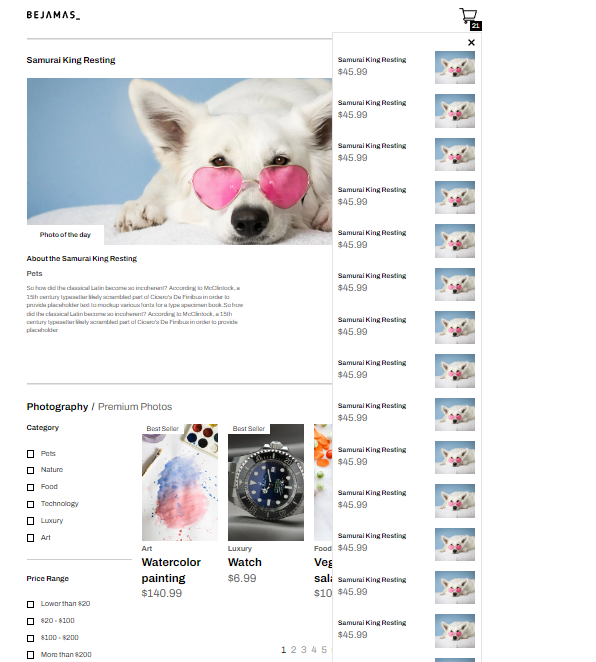 BEJAMAS_
21
×
Samurai King Resting
Photo of the day
About the Samurai King Resting
Pets
So how did the classical Latin become so incoherent? According to McClintock, a
15th century typesetter likely scrambled part of Cicero's De Finibus in order to
provide placeholder text to mockup various fonts for a type specimen book.So how
did the classical Latin become so incoherent? According to McClintock, a 15th
century typesetter likely scrambled part of Cicero's De Finibus in order to provide
placeholder
Photography / Premium Photos
Category
Pets
Nature
Food
Technology
Luxury
Art
Price Range
Lower than $20
$20 - $100
$100 - $200
More than $200
Best Seller
Art
Watercolor
painting
$140.99
Best Seller
Luxury
Watch
$6.99
Food
Veg
sala
$10
1 2 3 4 5
Samurai King Resting
$45.99
Samurai King Resting
$45.99
Samurai King Resting
$45.99
Samurai King Resting
$45.99
Samurai King Resting
$45.99
Samurai King Resting
$45.99
Samurai King Resting
$45.99
Samurai King Resting
$45.99
Samurai King Resting
$45.99
Samurai King Resting
$45.99
Samurai King Resting
$45.99
Samurai King Resting
$45.99
Samurai King Resting
$45.99
Samurai King Resting
$45.99